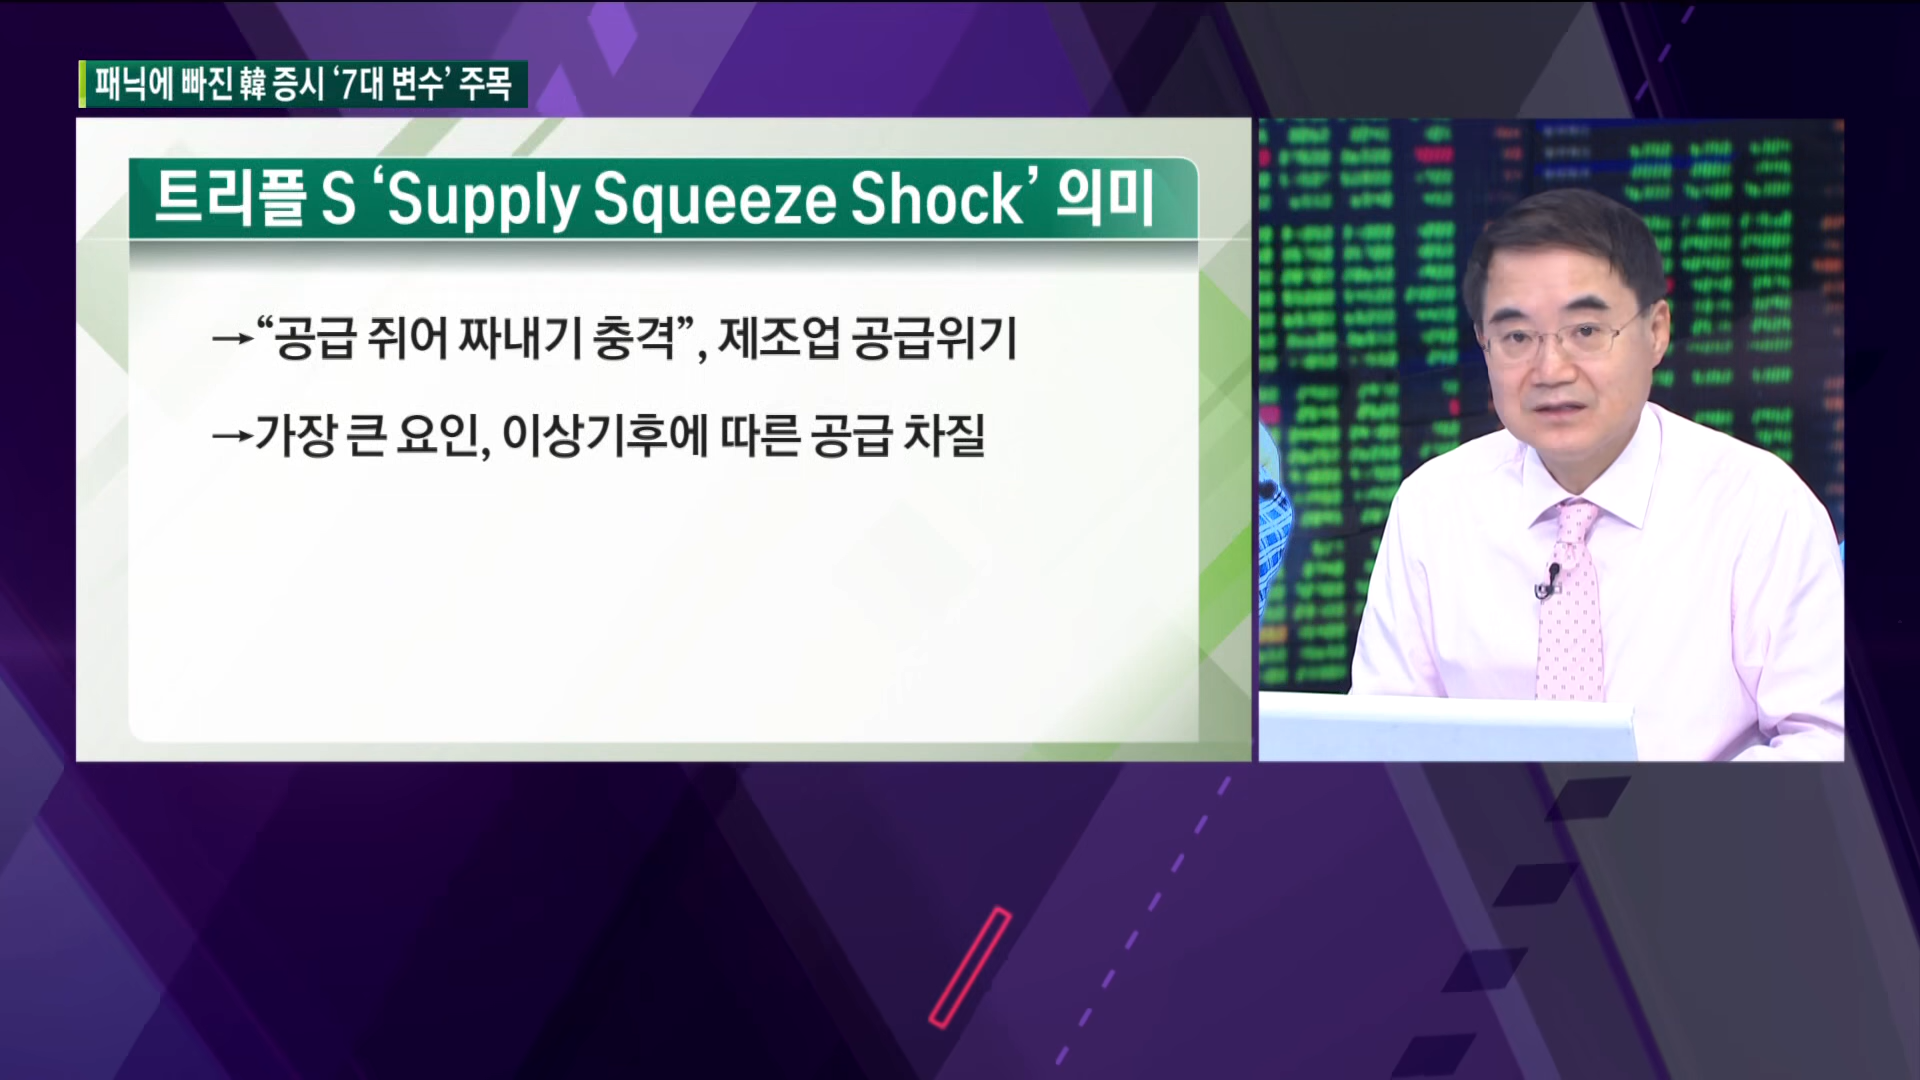 패닉에 빠진 韓 증시 ‘7대 변수’ 주목
트리플 S ‘Supply Squeeze Shock’ 의미
→“공급 쥐어 짜내기 충격”, 제조업 공급위기
→가장 큰 요인, 이상기후에 따른 공급 차질